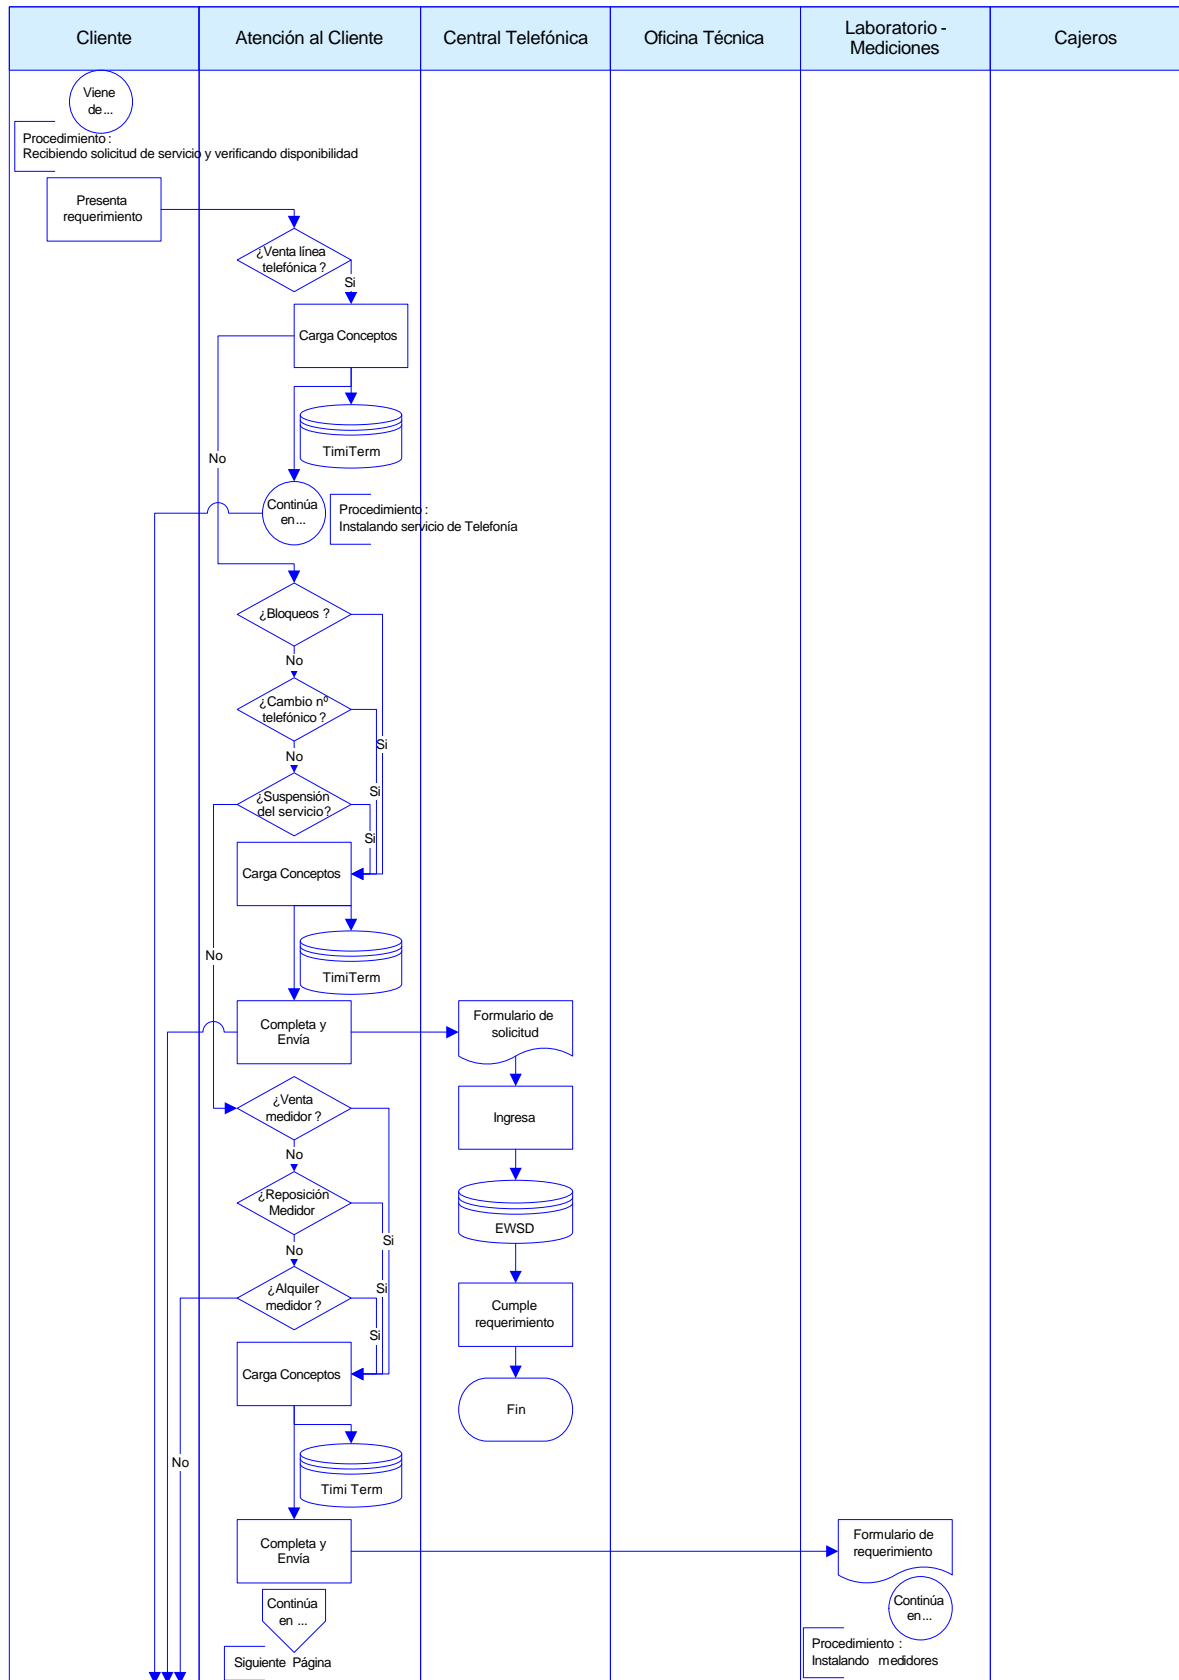 Cliente
Atención al Cliente
Central Telefónica
Oficina Técnica
Laboratorio -
Mediciones
Cajeros
Viene
de...
Procedimiento :
Recibiendo solicitud de servicio y verificando disponibilidad
Presenta
requerimiento
¿Venta línea
telefónica ?
Si
Carga Conceptos
TimiTerm
No
Continúa
en...
Procedimiento :
Instalando servicio de Telefonía
¿Bloqueos ?
No
¿Cambio nº
telefónico ?
Si
No
¿Suspensión
del servicio?
Si
Si
Carga Conceptos
No
TimiTerm
Completa y
Envía
Formulario de
solicitud
¿Venta
medidor ?
Ingresa
No
¿Reposición
Medidor
EWSD
Si
No
¿Alquiler
medidor ?
Si
Cumple
requerimiento
Si
Carga Conceptos
Fin
No
Timi Term
Completa y
Envía
Formulario de
requerimiento
Continúa
en ...
Continúa
en...
Siguiente Página
Procedimiento :
Instalando medidores